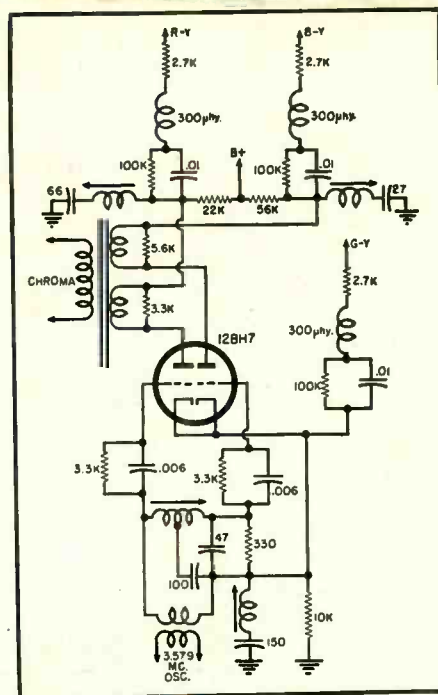 R-Y
B-Y
2.7K
2.7K
300μhy.
300μhy.
100K
.01
B+
100K
.01
66
22K
56K
27
G-Y
CHROMA
5.6K
2.7K
3.3K
300μhy.
12BH7
100K
.01
3.3K
.006
3.3K
.006
47
330
100
150
10K
3.579
MC.
OSC.